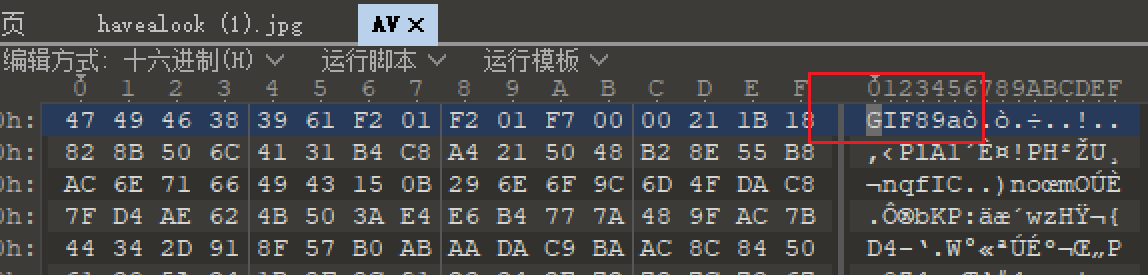 页 havealook (1).jpg AV ×
编辑方式: 十六进制(H) 运行脚本 运行模板
0 1 2 3 4 5 6 7 8 9 A B C D E F 0123456789ABCDEF
0h: 47 49 46 38 39 61 F2 01 F2 01 F7 00 00 21 1B 18 GIF89aò.ò.÷..!..
0h: 82 8B 50 6C 41 31 B4 C8 A4 21 50 48 B2 8E 55 B8 ‚‹PlA1´È¤!PH²ŽU¸
0h: AC 6E 71 66 49 43 15 0B 29 6E 6F 9C 6D 4F DA C8 ¬nqfIC..)noœmOÚÈ
0h: 7F D4 AE 62 4B 50 3A E4 E6 B4 77 7A 48 9F AC 7B .Ô®bKP:äæ´wzHŸ¬{
0h: 44 34 2D 91 8F 57 B0 AB AA DA C9 BA AC 8C 84 50 D4-‘.W°«ªÚÉº¬Œ„P